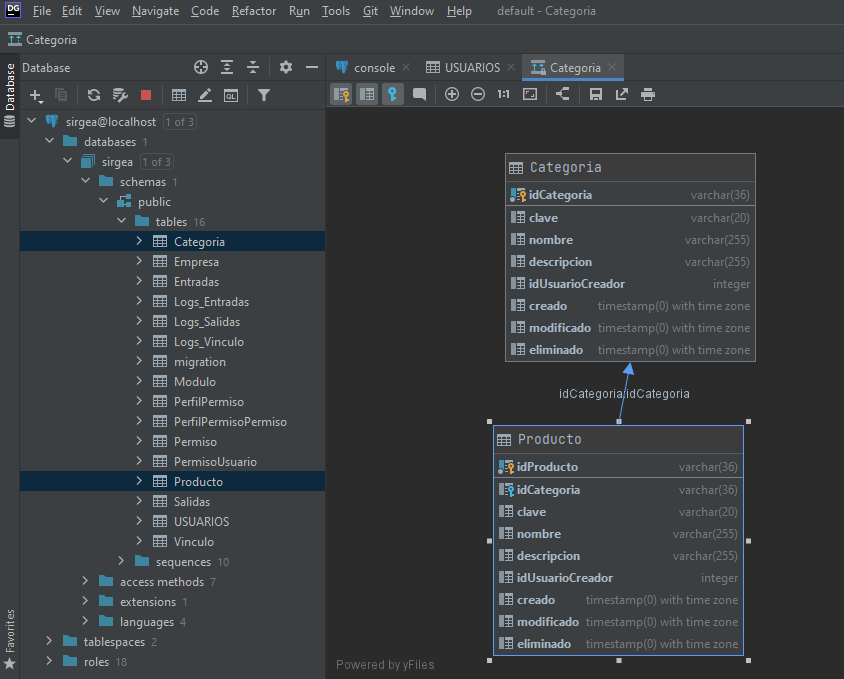 DG File Edit View Navigate Code Refactor Run Tools Git Window Help default - Categoria
Categoria
Database
Database
console
USUARIOS
Categoria
1:1
sirgea@localhost 1 of 3
databases 1
sirgea 1 of 3
schemas 1
public
tables 16
Categoria
Empresa
Entradas
Logs_Entradas
Logs_Salidas
Logs_Vinculo
migration
Modulo
PerfilPermiso
PerfilPermisoPermiso
Permiso
PermisoUsuario
Producto
Salidas
USUARIOS
Vinculo
sequences 10
access methods 7
extensions 1
languages 4
tablespaces 2
roles 18
Favorites
Categoria
idCategoria varchar(36)
clave varchar(20)
nombre varchar(255)
descripcion varchar(255)
idUsuarioCreador integer
creado timestamp(0) with time zone
modificado timestamp(0) with time zone
eliminado timestamp(0) with time zone
idCategoria:idCategoria
Producto
idProducto varchar(36)
idCategoria varchar(36)
clave varchar(20)
nombre varchar(255)
descripcion varchar(255)
idUsuarioCreador integer
creado timestamp(0) with time zone
modificado timestamp(0) with time zone
eliminado timestamp(0) with time zone
Powered by yFiles